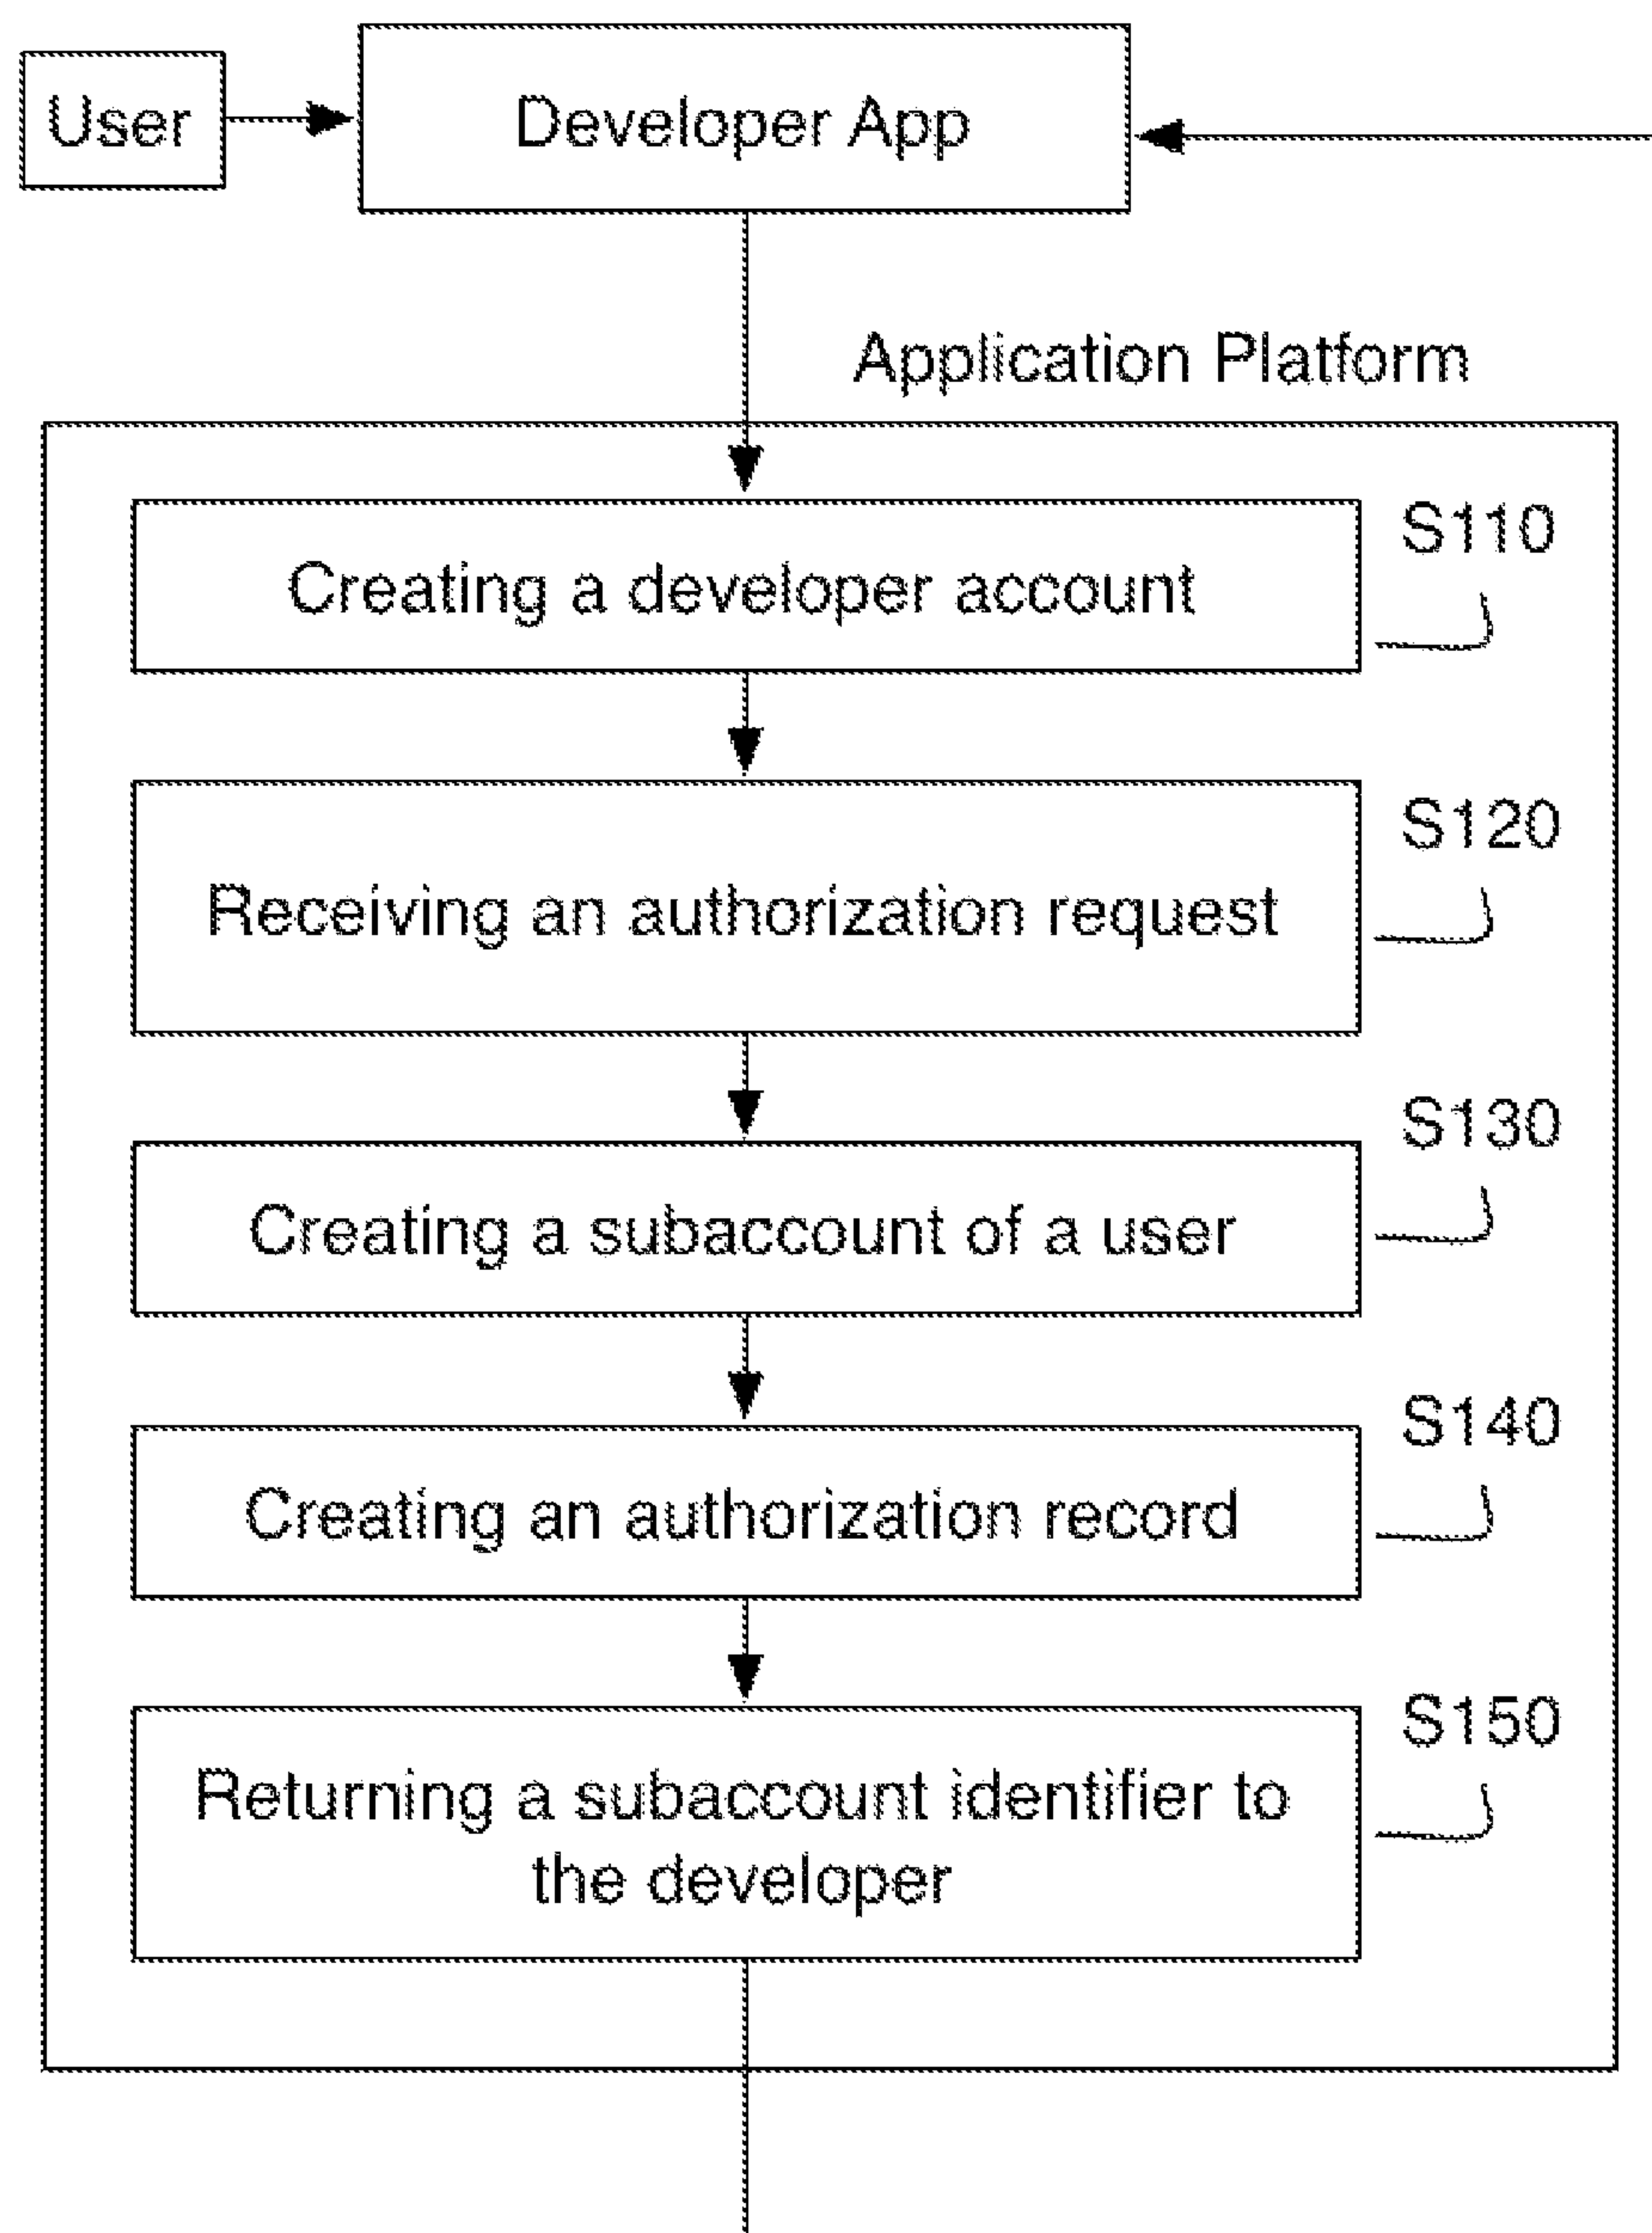 User
Developer App
Application Platform
S110
Creating a developer account
S120
Receiving an authorization request
S130
Creating a subaccount of a user
S140
Creating an authorization record
S150
Returning a subaccount identifier to
the developer